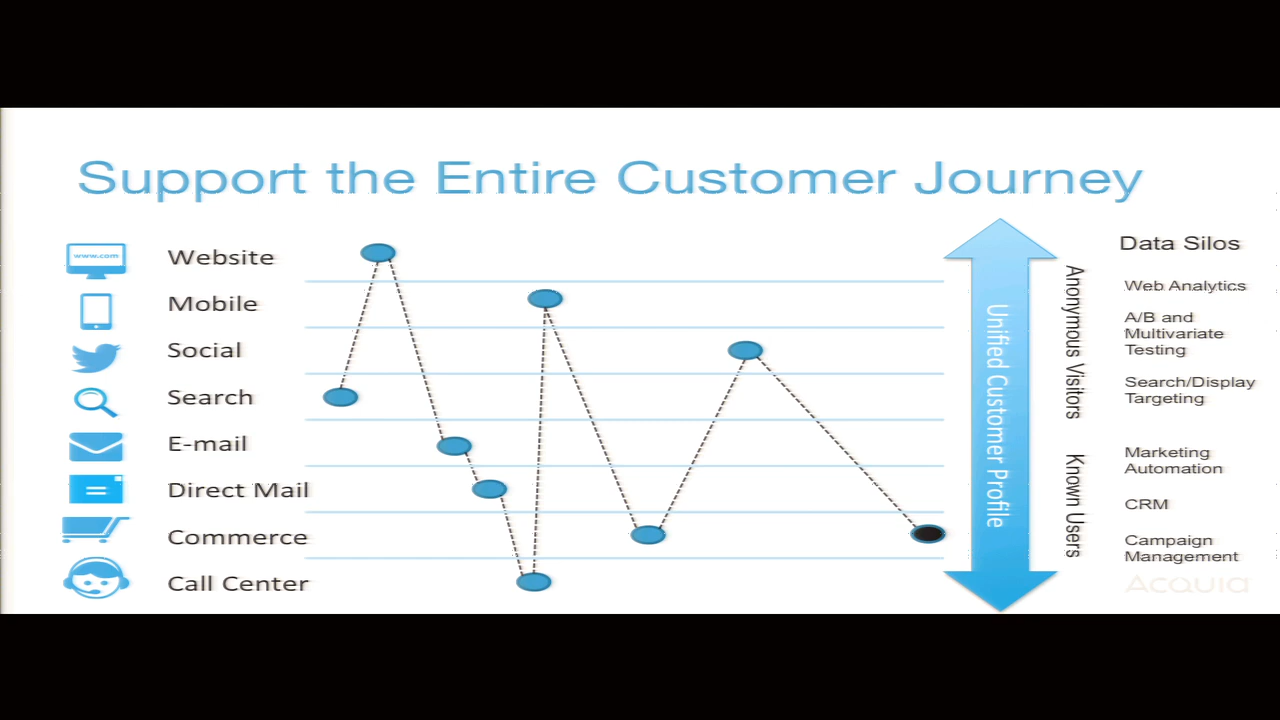 Support the Entire Customer Journey
www.com
Website
Mobile
Social
Search
E-mail
Direct Mail
Commerce
Call Center
Unified Customer Profile
Anonymous Visitors
Known Users
Data Silos
Web Analytics
A/B and
Multivariate
Testing
Search/Display
Targeting
Marketing
Automation
CRM
Campaign
Management
Acquia